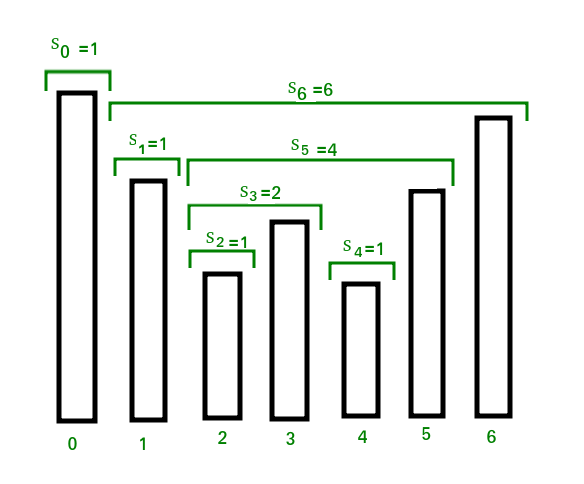 S0 =1
S6 =6
S1 =1
S5 =4
S3 =2
S2 =1
S4 =1
0 1 2 3 4 5 6